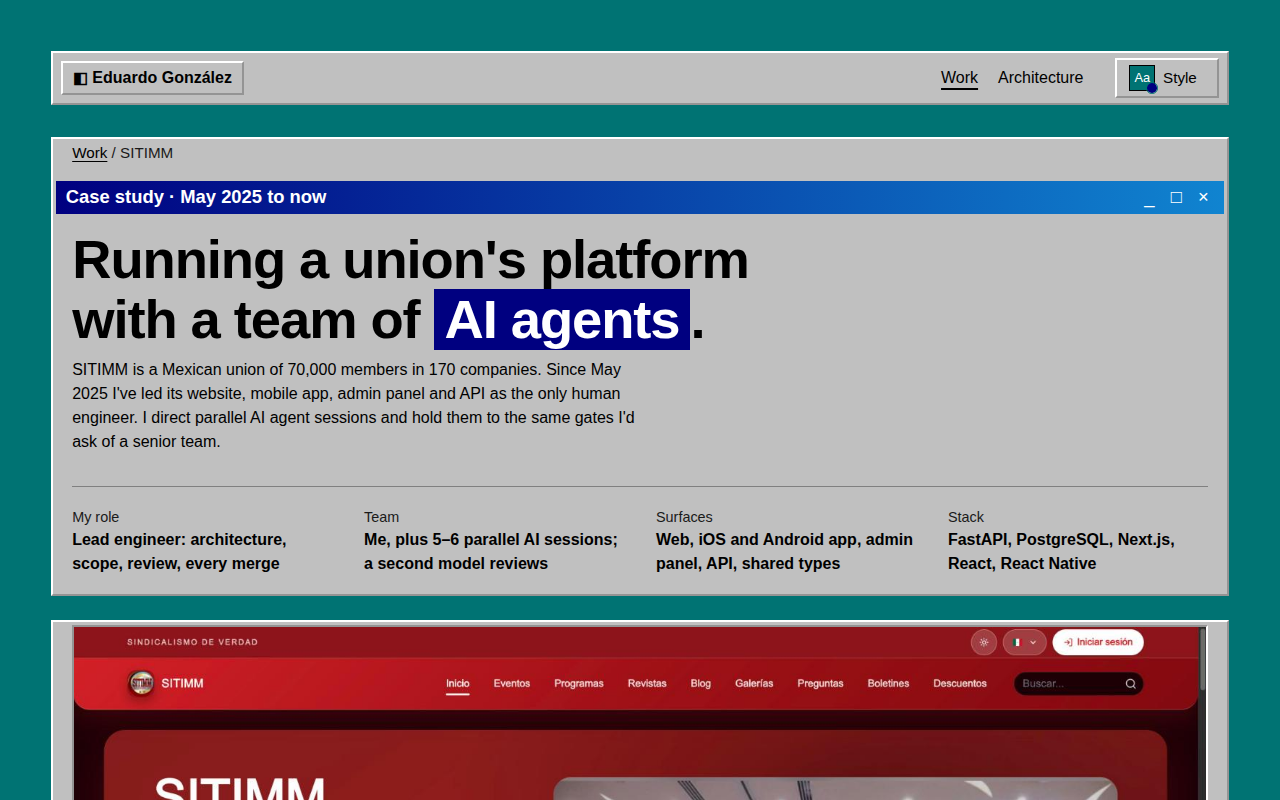 Eduardo González
Work
Architecture
Aa
Style
Work / SITIMM
Case study · May 2025 to now
Running a union's platform
with a team of AI agents.
SITIMM is a Mexican union of 70,000 members in 170 companies. Since May
2025 I've led its website, mobile app, admin panel and API as the only human
engineer. I direct parallel AI agent sessions and hold them to the same gates I'd
ask of a senior team.
My role
Lead engineer: architecture,
scope, review, every merge
Team
Me, plus 5–6 parallel AI sessions;
a second model reviews
Surfaces
Web, iOS and Android app, admin
panel, API, shared types
Stack
FastAPI, PostgreSQL, Next.js,
React, React Native
SINDICALISMO DE VERDAD
Iniciar sesión
SITIMM
SITIMM
Inicio
Eventos
Programas
Revistas
Blog
Galerías
Preguntas
Boletines
Descuentos
Buscar...
SITIMM